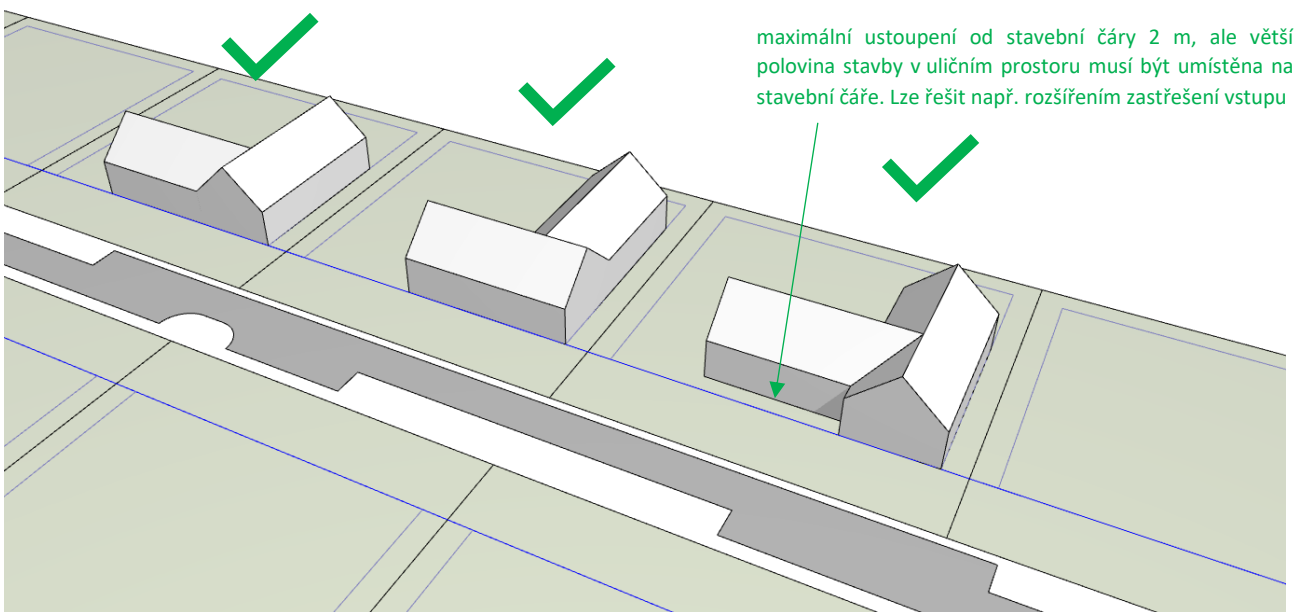 maximální ustoupení od stavební čáry 2 m, ale větší
polovina stavby v uličním prostoru musí být umístěna na
stavební čáře. Lze řešit např. rozšířením zastřešení vstupu